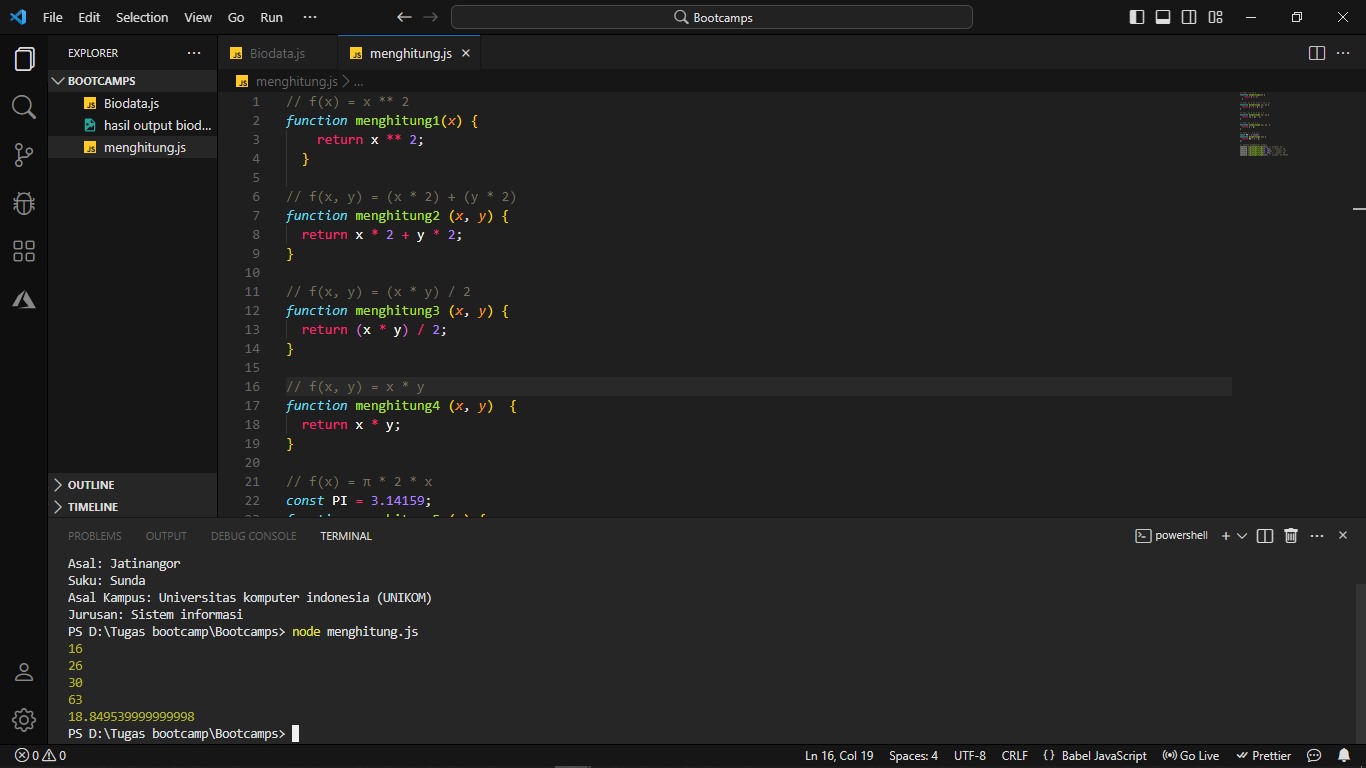 File Edit Selection View Go Run ··· Bootcamps
EXPLORER ···
BOOTCAMPS
Biodata.js
hasil output biod...
menghitung.js
OUTLINE
TIMELINE
Biodata.js menghitung.js
menghitung.js > ...
1 // f(x) = x ** 2
2 function menghitung1(x) {
3 return x ** 2;
4 }
5
6 // f(x, y) = (x * 2) + (y * 2)
7 function menghitung2 (x, y) {
8 return x * 2 + y * 2;
9 }
10
11 // f(x, y) = (x * y) / 2
12 function menghitung3 (x, y) {
13 return (x * y) / 2;
14 }
15
16 // f(x, y) = x * y
17 function menghitung4 (x, y) {
18 return x * y;
19 }
20
21 // f(x) = π * 2 * x
22 const PI = 3.14159;
PROBLEMS OUTPUT DEBUG CONSOLE TERMINAL powershell
Asal: Jatinangor
Suku: Sunda
Asal Kampus: Universitas komputer indonesia (UNIKOM)
Jurusan: Sistem informasi
PS D:\Tugas bootcamp\Bootcamps> node menghitung.js
16
26
30
63
18.849539999999998
PS D:\Tugas bootcamp\Bootcamps>
0 0 Ln 16, Col 19 Spaces: 4 UTF-8 CRLF {} Babel JavaScript Go Live Prettier